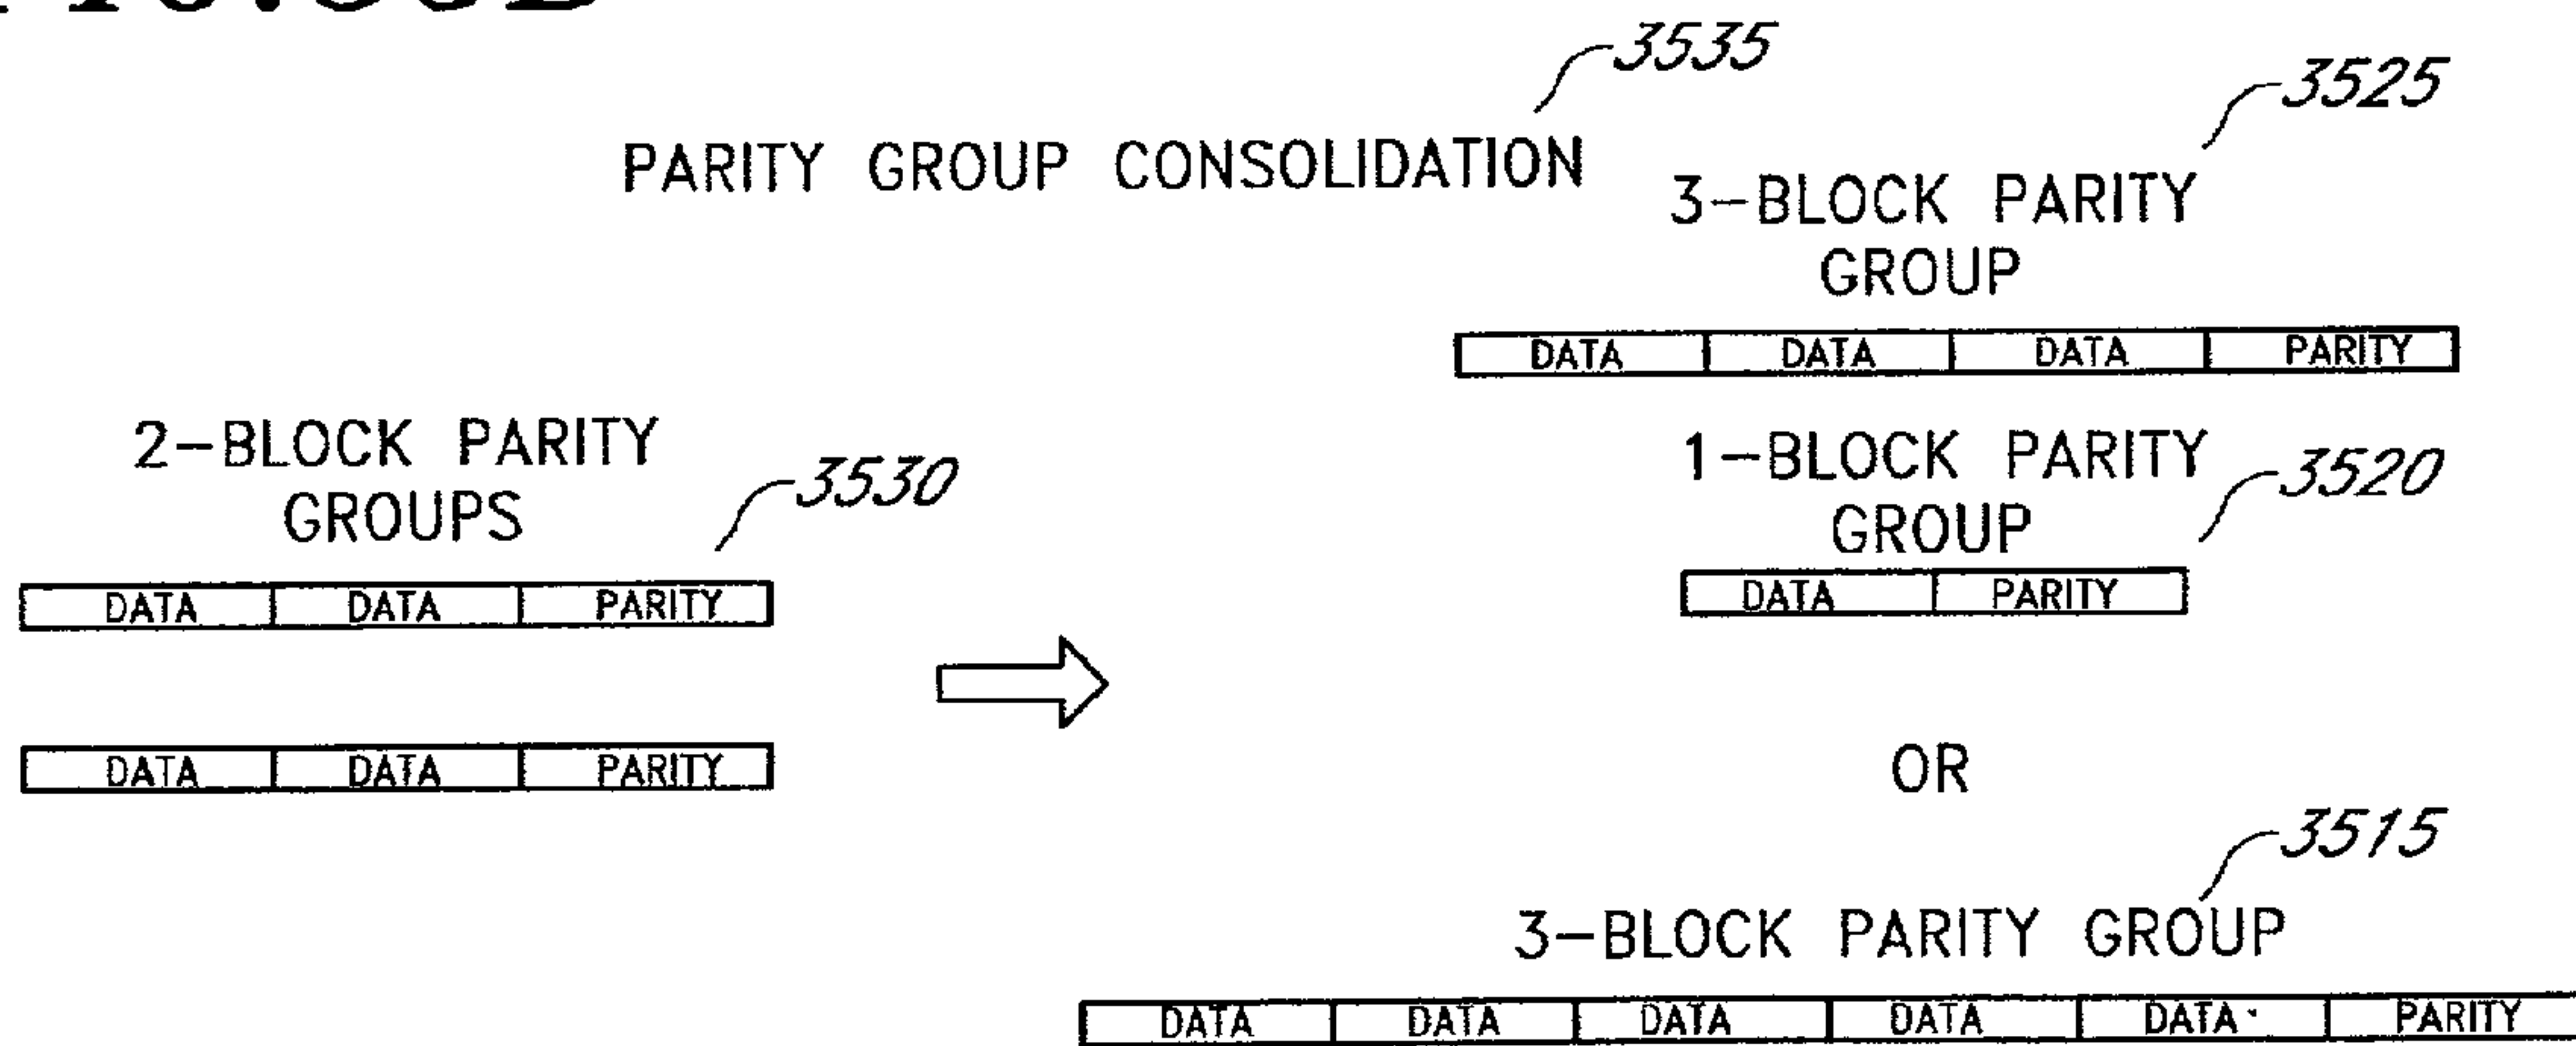 3535
3525
PARITY GROUP CONSOLIDATION
3-BLOCK PARITY
GROUP
DATA DATA DATA PARITY
2-BLOCK PARITY
GROUPS
3530
1-BLOCK PARITY
GROUP
3520
DATA DATA PARITY
DATA PARITY
DATA DATA PARITY
OR
3515
3-BLOCK PARITY GROUP
DATA DATA DATA DATA DATA PARITY